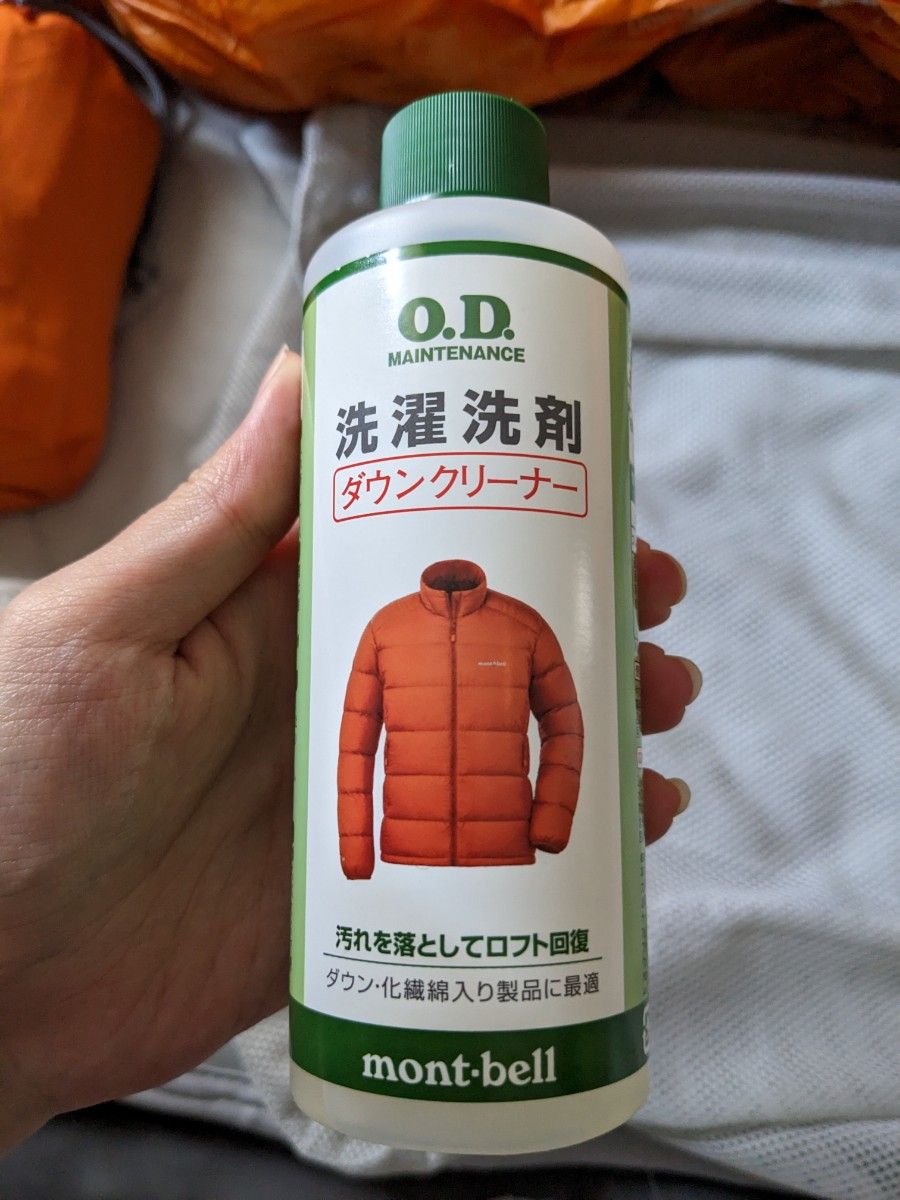 O.D.
MAINTENANCE
洗濯洗剤
ダウンクリーナー
mont-bell
汚れを落としてロフト回復
ダウン・化繊綿入り製品に最適
mont-bell